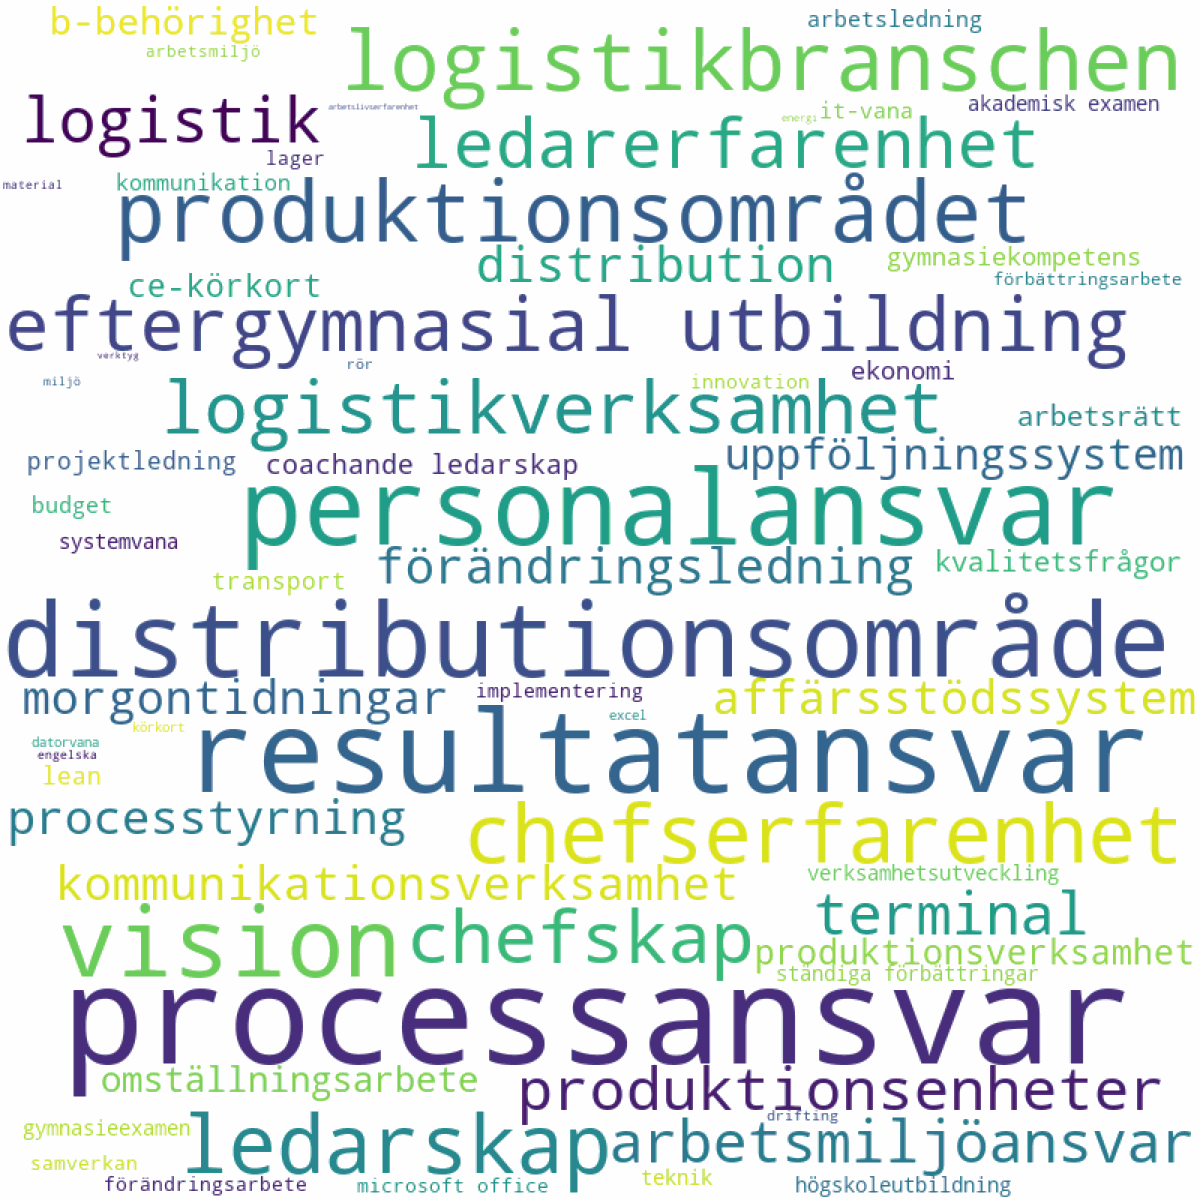 b-behörighet
arbetsledning
arbetsmiljö
logistikbranschen
logistik
arbetslivserfarenhet
it-vana
akademisk examen
energi
ledarerfarenhet
lager
material
kommunikation
produktionsområdet
distribution
gymnasiekompetens
ce-körkort
förbättringsarbete
eftergymnasial utbildning
verktyg
rör
ekonomi
miljö
innovation
logistikverksamhet
arbetsrätt
projektledning
coachande ledarskap
uppföljningssystem
budget
personalansvar
systemvana
förändringsledning
kvalitetsfrågor
transport
distributionsområde
morgontidningar
implementering
affärsstödssystem
excel
körkort
datorvana
engelska
resultatansvar
lean
processtyrning
chefserfarenhet
kommunikationsverksamhet
verksamhetsutveckling
terminal
vision
chefskap
produktionsverksamhet
ständiga förbättringar
processansvar
omställningsarbete
produktionsenheter
drifting
gymnasieexamen
ledarskap
arbetsmiljöansvar
samverkan
teknik
förändringsarbete
microsoft office
högskoleutbildning